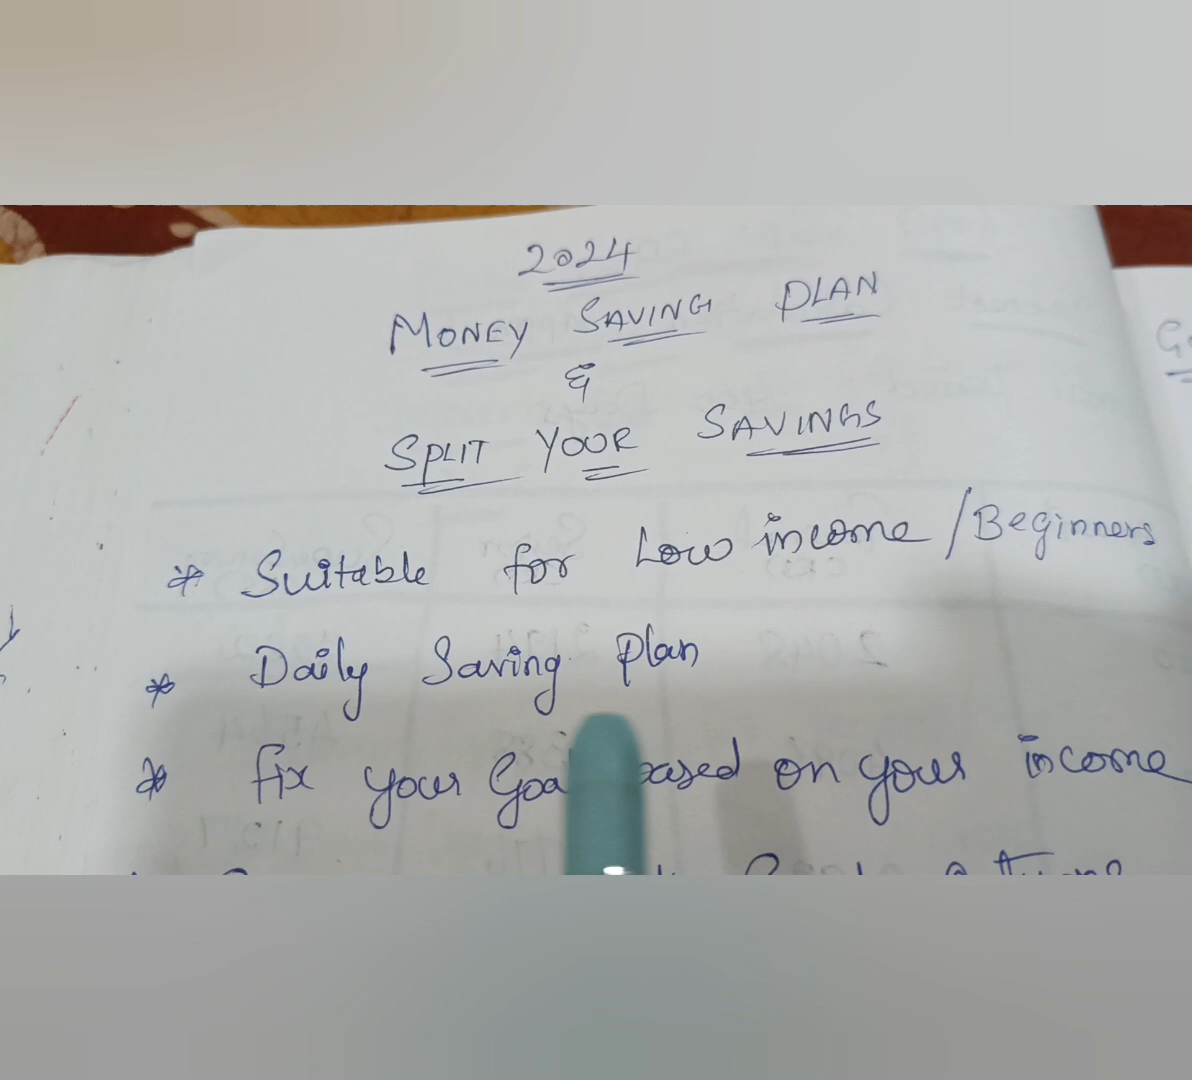 2024
MONEY SAVING PLAN
&
SPLIT YOUR SAVINGS
* Suitable for Low income / Beginners
* Daily Saving plan
* fix your Goa based on your income